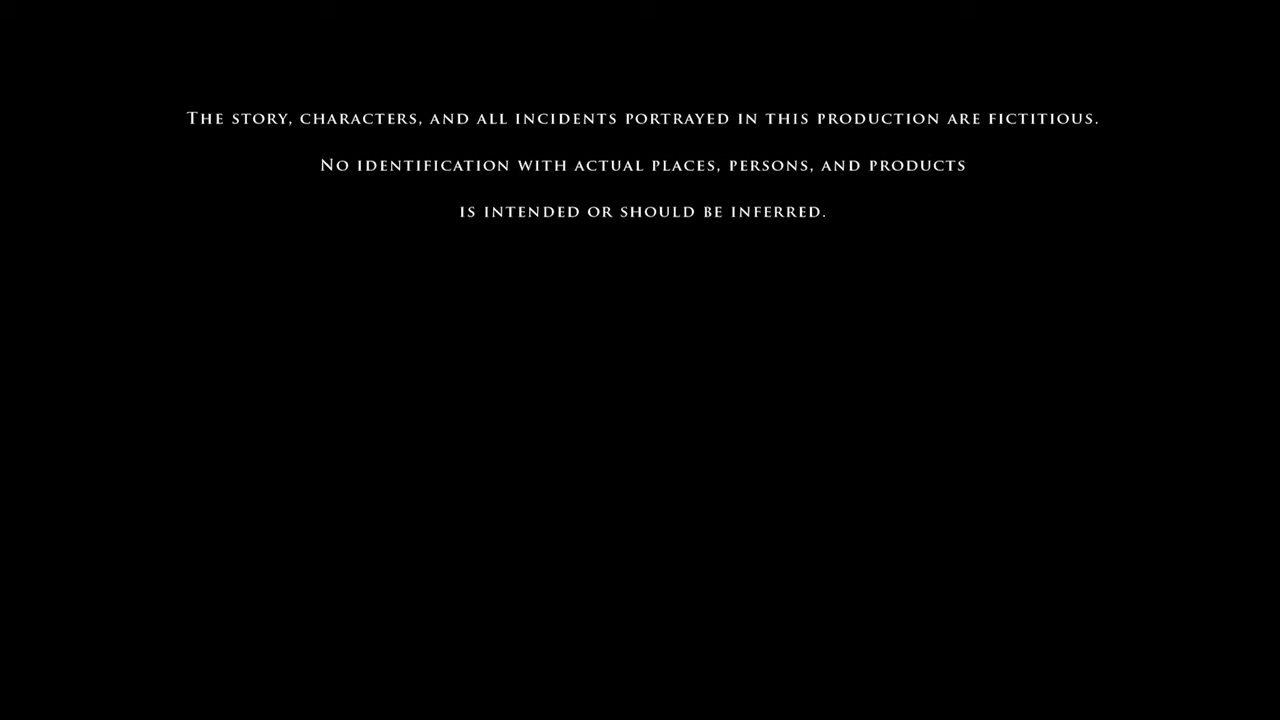 The story, characters, and all incidents portrayed in this production are fictitious.
No identification with actual places, persons, and products
is intended or should be inferred.